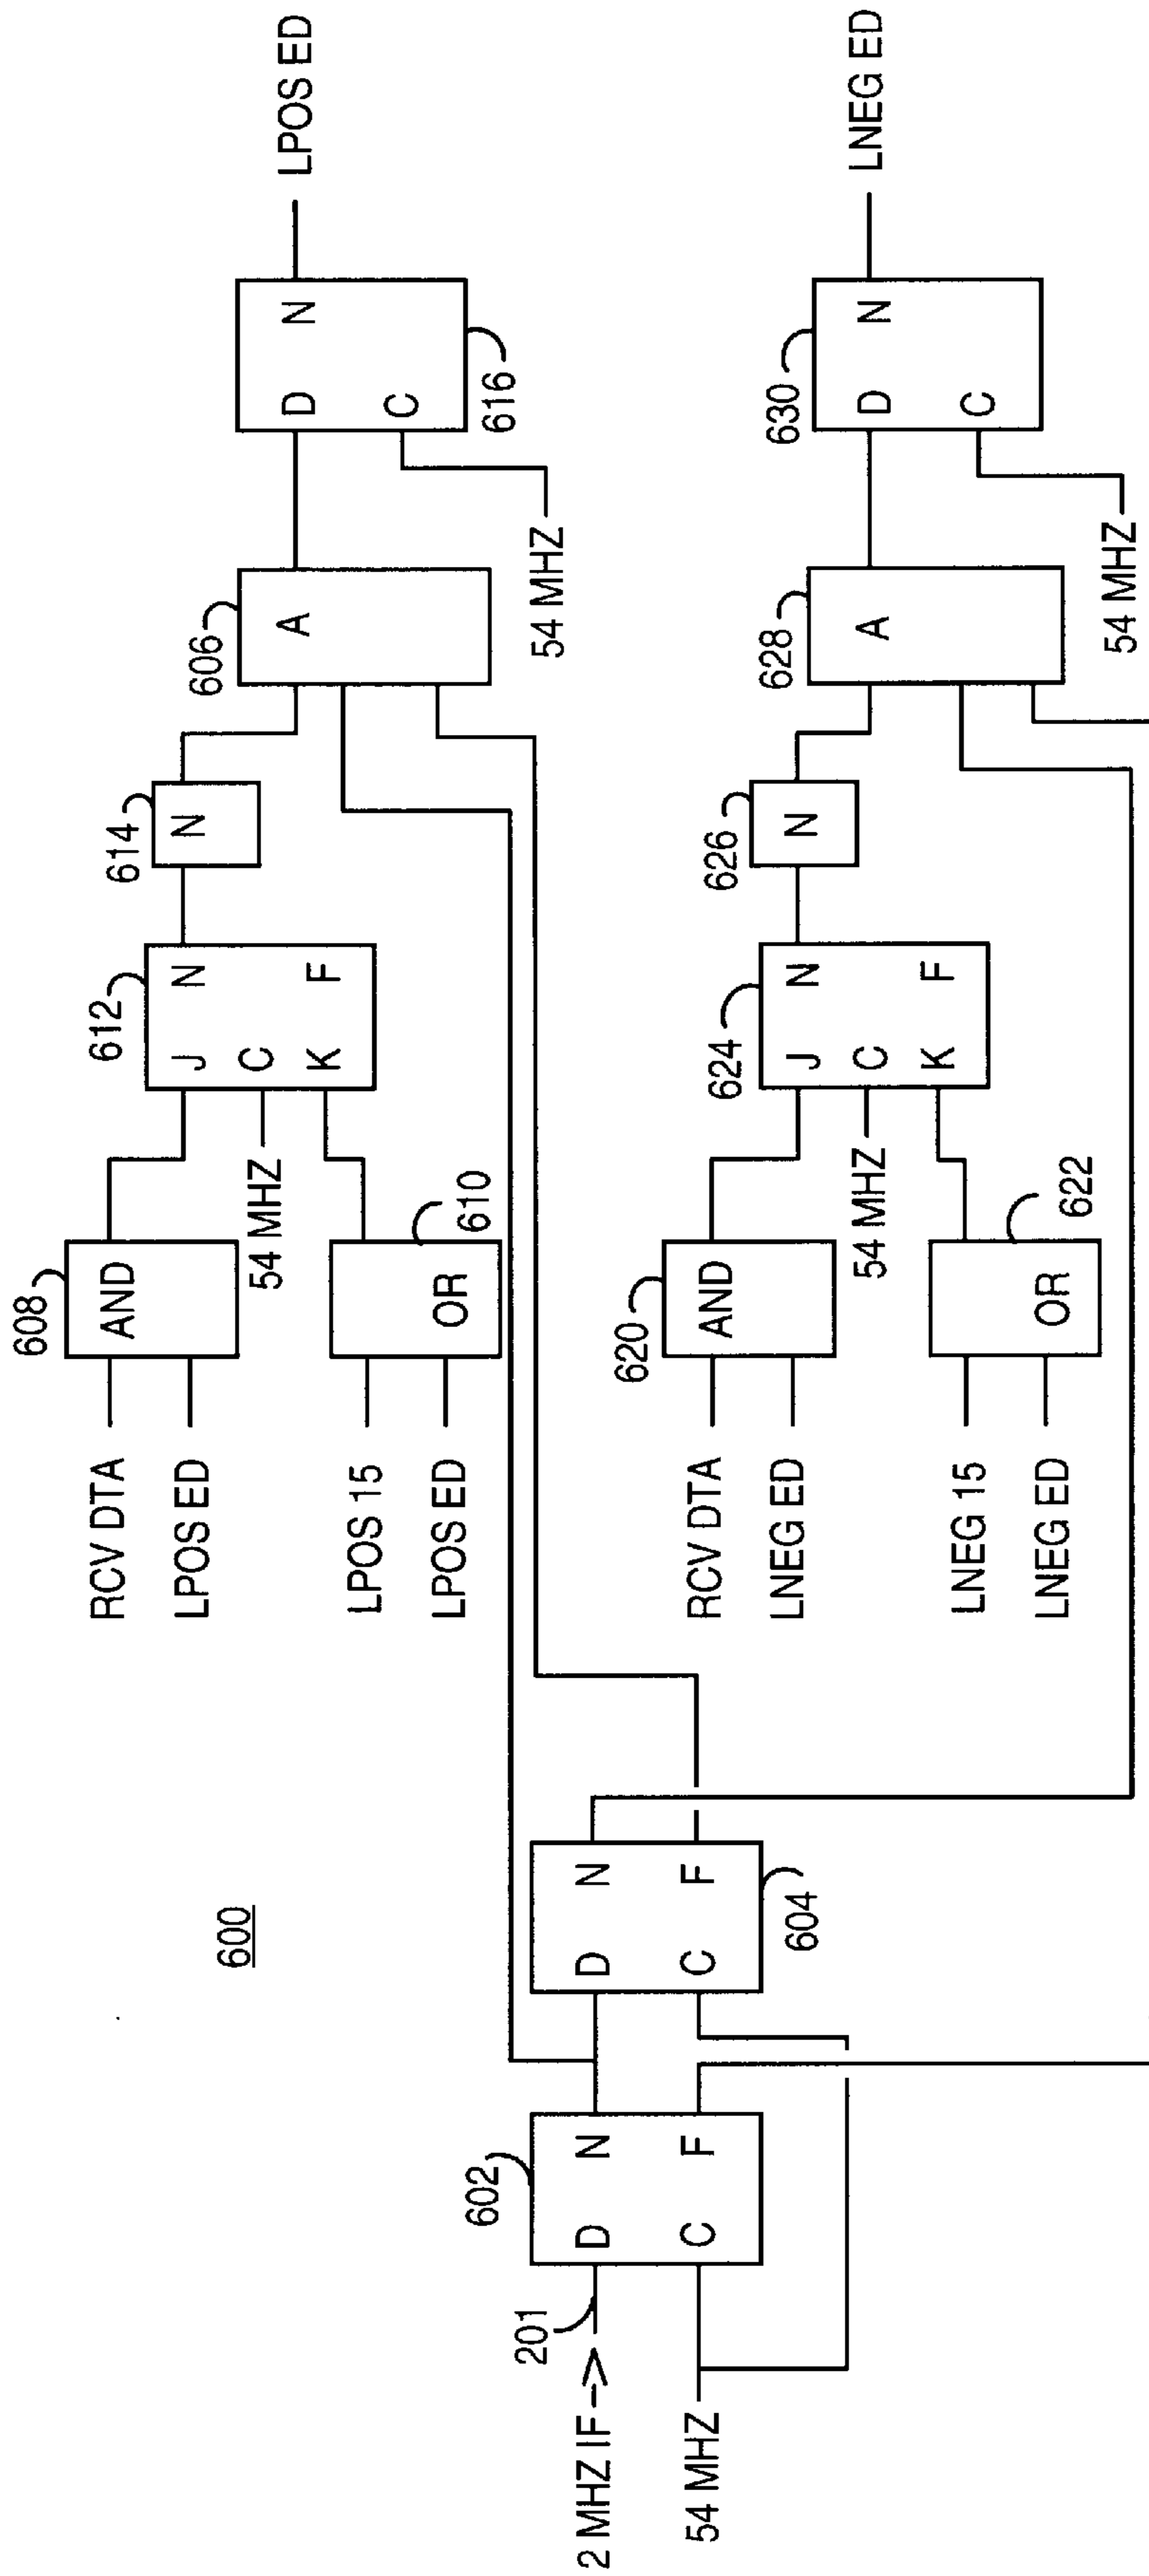 600
2 MHZ IF ->
201
54 MHZ
602
D N
C F
604
D N
C F
RCV DTA
LPOS ED
608
AND
LPOS 15
LPOS ED
610
OR
54 MHZ
612
J N
C
K F
614
N
606
A
54 MHZ
616
D N
C
LPOS ED
RCV DTA
LNEG ED
620
AND
LNEG 15
LNEG ED
622
OR
54 MHZ
624
J N
C
K F
626
N
628
A
54 MHZ
630
D N
C
LNEG ED